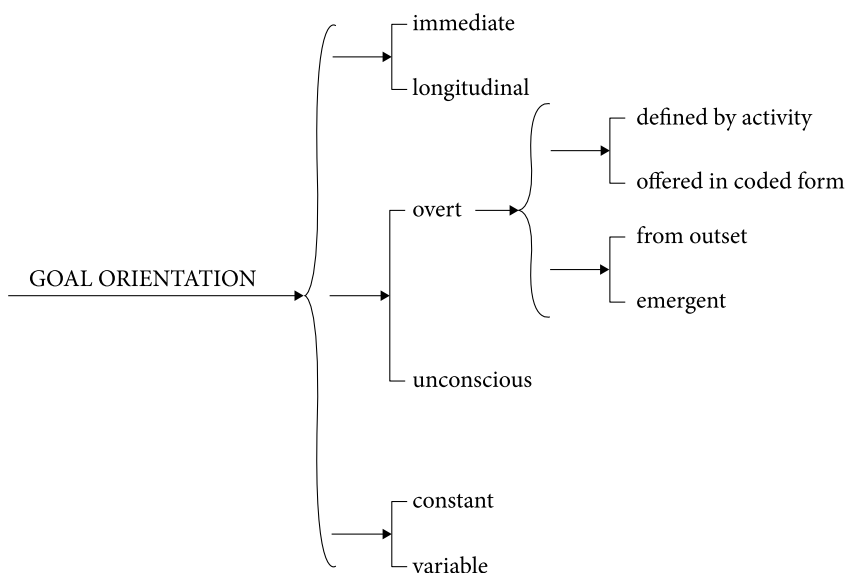 immediate
longitudinal
defined by activity
offered in coded form
overt
from outset
GOAL ORIENTATION
emergent
unconscious
constant
variable